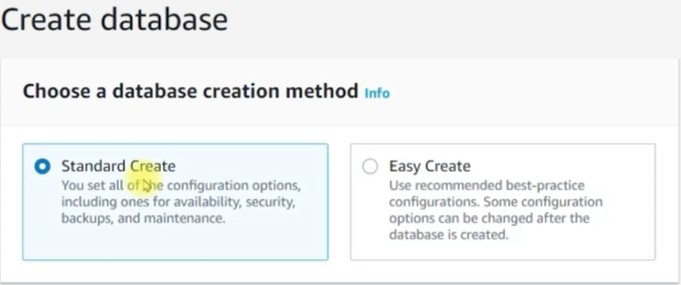 Create database
Choose a database creation method Info
Standard Create
You set all of the configuration options,
including ones for availability, security,
backups, and maintenance.
Easy Create
Use recommended best-practice
configurations. Some configuration
options can be changed after the
database is created.